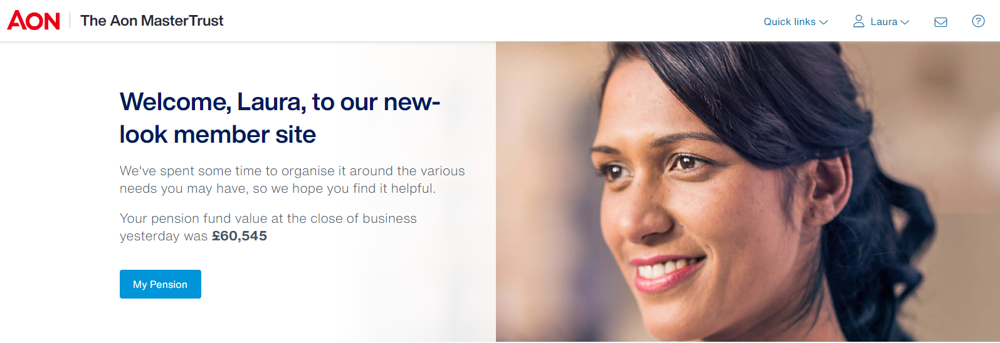 AON The Aon MasterTrust Quick links Laura ?
Welcome, Laura, to our new-
look member site
We've spent some time to organise it around the various
needs you may have, so we hope you find it helpful.
Your pension fund value at the close of business
yesterday was £60,545
My Pension